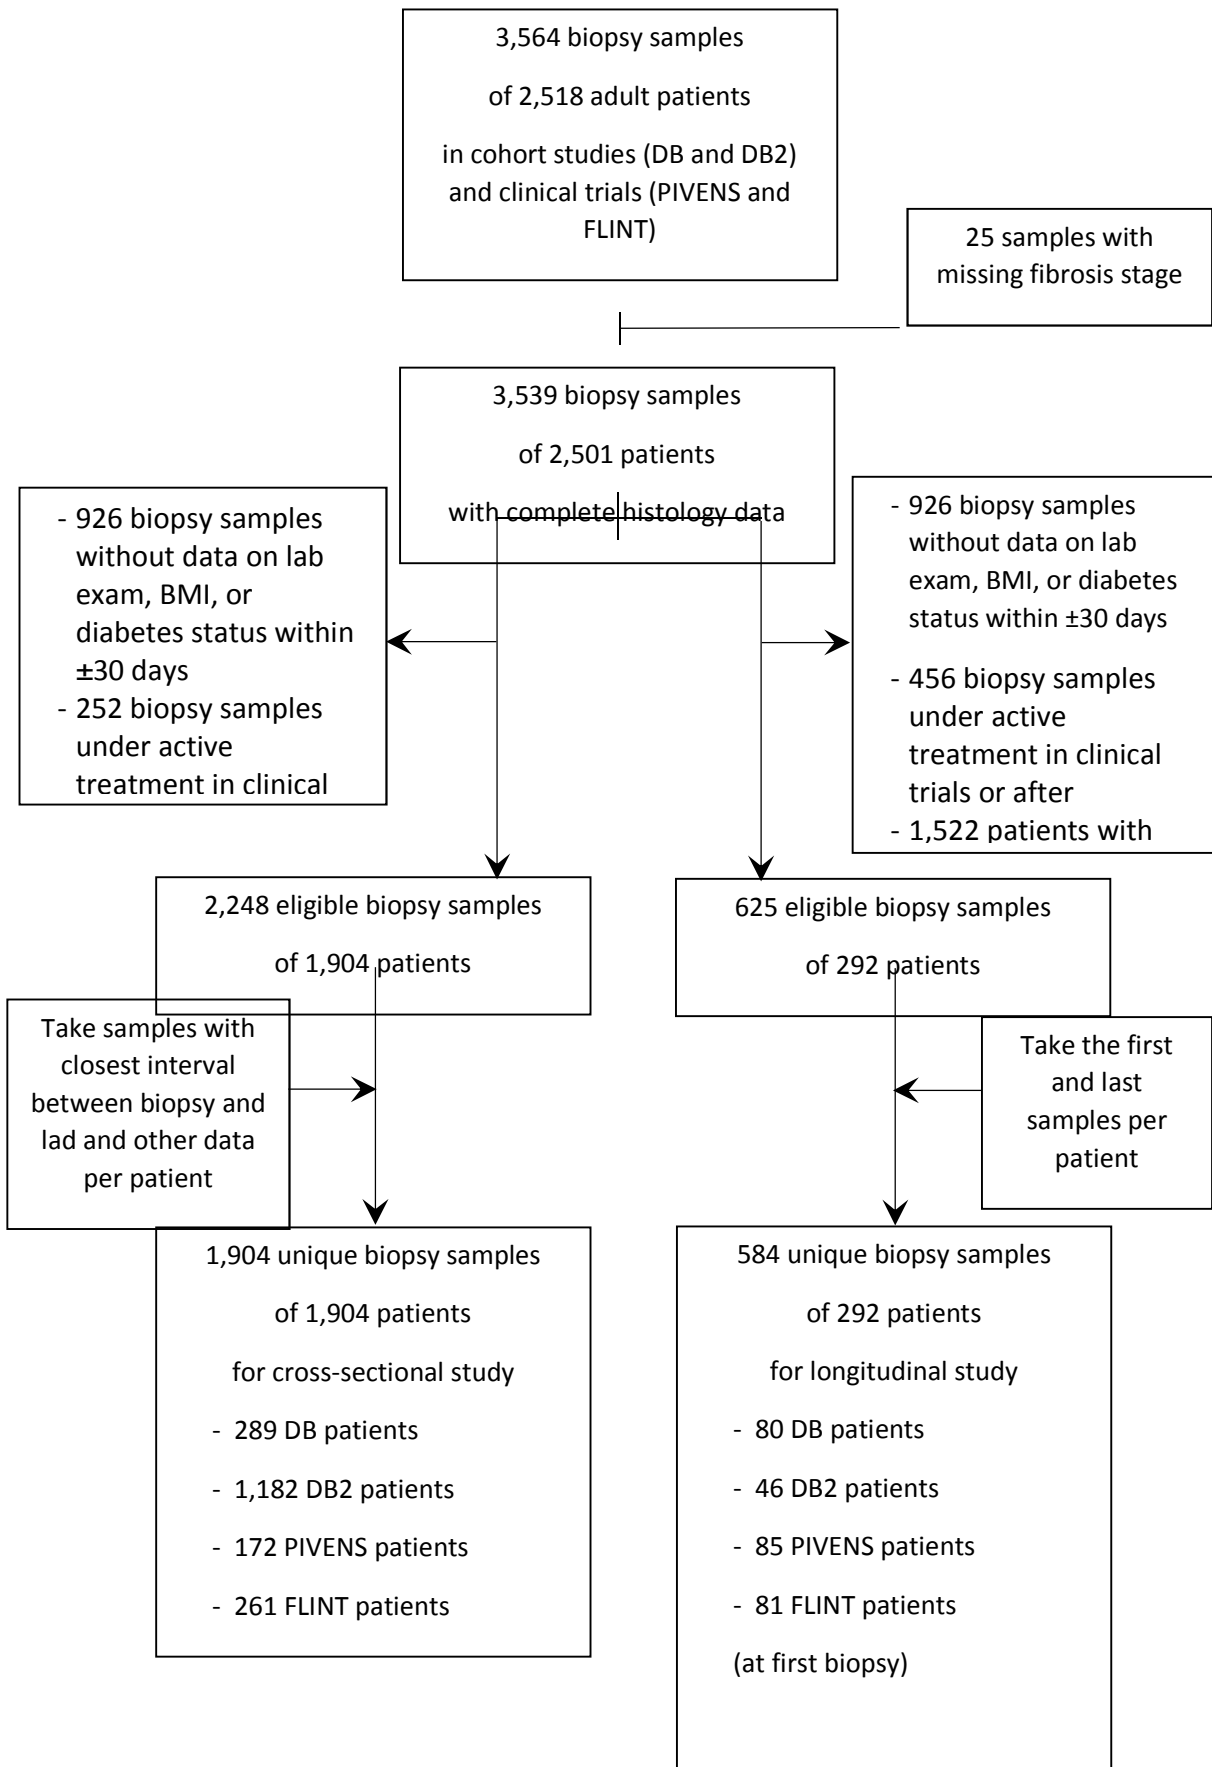 3,564 biopsy samples
of 2,518 adult patients
in cohort studies (DB and DB2)
and clinical trials (PIVENS and
FLINT)
25 samples with
missing fibrosis stage
3,539 biopsy samples
of 2,501 patients
with complete histology data
- 926 biopsy samples
without data on lab
exam, BMI, or
diabetes status within
±30 days
- 252 biopsy samples
under active
treatment in clinical
- 926 biopsy samples
without data on lab
exam, BMI, or diabetes
status within ±30 days
- 456 biopsy samples
under active
treatment in clinical
trials or after
- 1,522 patients with
2,248 eligible biopsy samples
of 1,904 patients
625 eligible biopsy samples
of 292 patients
Take samples with
closest interval
between biopsy and
lad and other data
per patient
Take the first
and last
samples per
patient
1,904 unique biopsy samples
of 1,904 patients
for cross-sectional study
- 289 DB patients
- 1,182 DB2 patients
- 172 PIVENS patients
- 261 FLINT patients
584 unique biopsy samples
of 292 patients
for longitudinal study
- 80 DB patients
- 46 DB2 patients
- 85 PIVENS patients
- 81 FLINT patients
(at first biopsy)